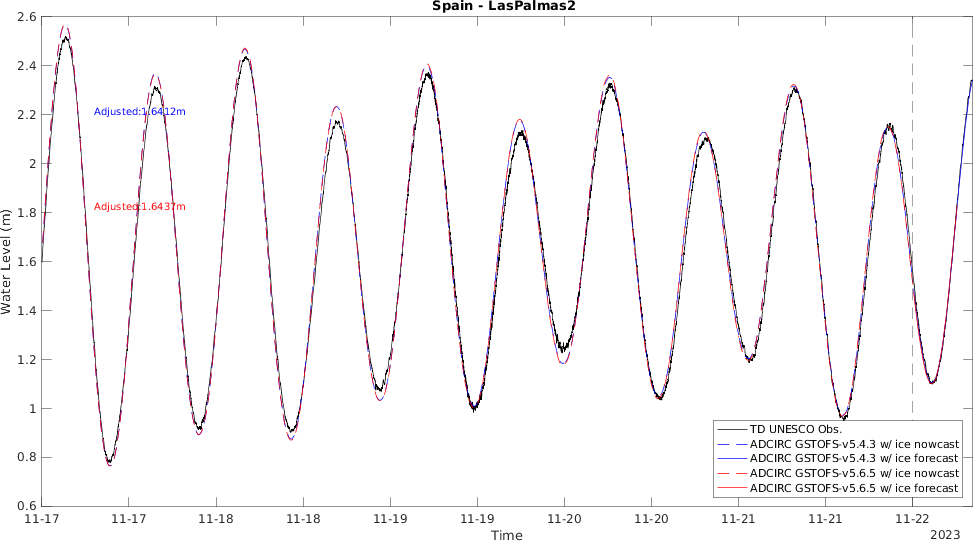 Spain - LasPalmas2
2.6
2.4
2.2
2
1.8
1.6
1.4
1.2
1
0.8
0.6
Water Level (m)
Adjusted:1.6412m
Adjusted:1.6437m
TD UNESCO Obs.
ADCIRC GSTOFS-v5.4.3 w/ ice nowcast
ADCIRC GSTOFS-v5.4.3 w/ ice forecast
ADCIRC GSTOFS-v5.6.5 w/ ice nowcast
ADCIRC GSTOFS-v5.6.5 w/ ice forecast
11-17 11-17 11-18 11-18 11-19 11-19 11-20 11-20 11-21 11-21 11-22
2023
Time